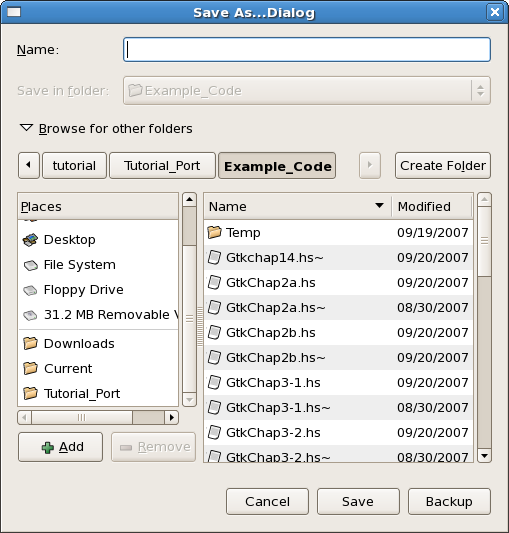 Save As...Dialog
Name:
Save in folder: Example_Code
Browse for other folders
tutorial Tutorial_Port Example_Code Create Folder
Places
Desktop
File System
Floppy Drive
31.2 MB Removable
Downloads
Current
Tutorial_Port
Add Remove
Name Modified
Temp 09/19/2007
Gtkchap14.hs~ 09/20/2007
GtkChap2a.hs 09/20/2007
GtkChap2a.hs~ 08/30/2007
GtkChap2b.hs 09/20/2007
GtkChap2b.hs~ 09/20/2007
GtkChap3-1.hs 09/20/2007
GtkChap3-1.hs~ 08/30/2007
GtkChap3-2.hs 09/20/2007
GtkChap3-2.hs~ 08/30/2007
Cancel Save Backup